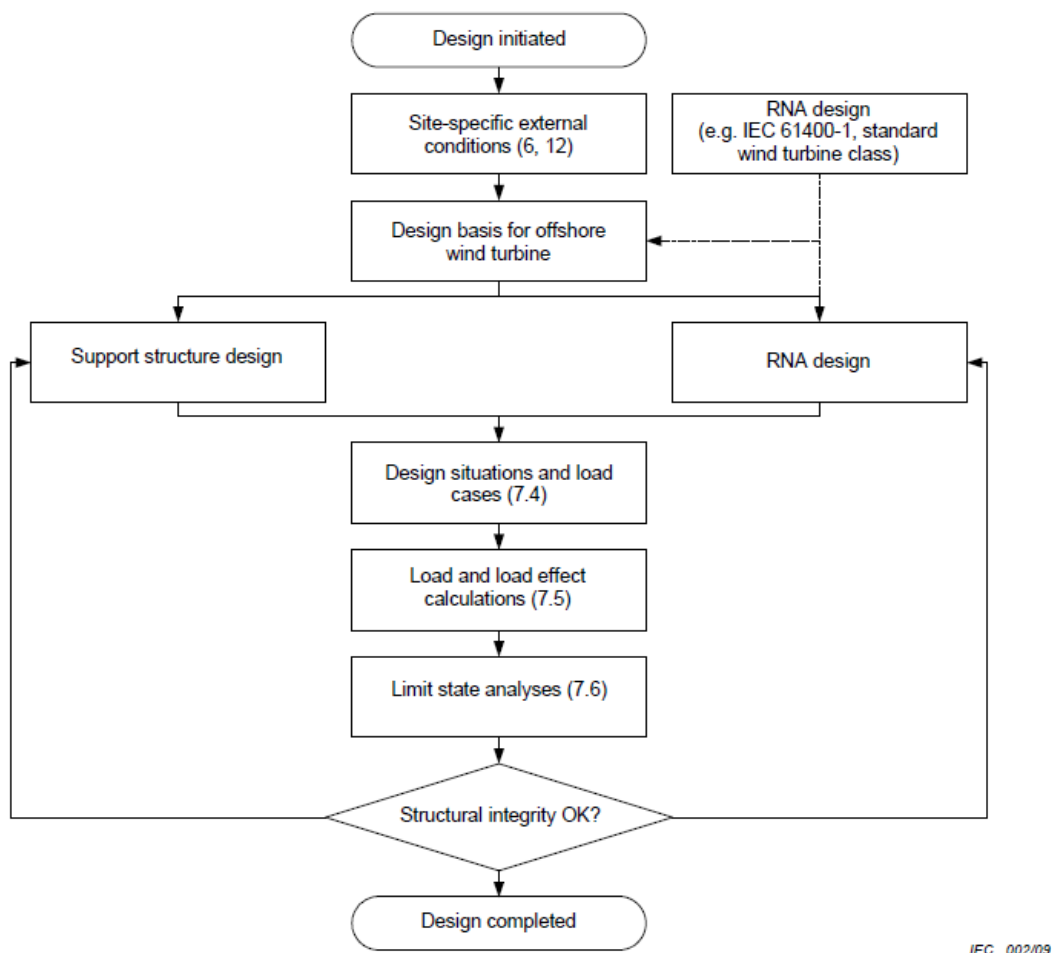 Design initiated
Site-specific external
conditions (6, 12)
RNA design
(e.g. IEC 61400-1, standard
wind turbine class)
Design basis for offshore
wind turbine
Support structure design
RNA design
Design situations and load
cases (7.4)
Load and load effect
calculations (7.5)
Limit state analyses (7.6)
Structural integrity OK?
Design completed
IEC 002/09